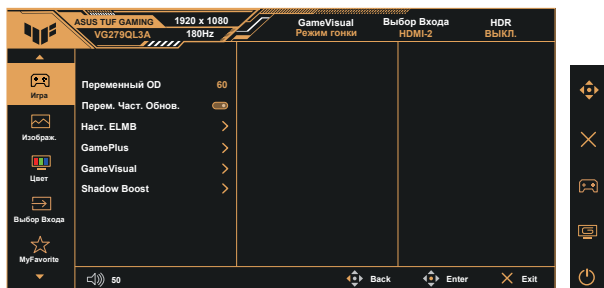 ASUS TUF GAMING 1920 x 1080
VG279QL3A 180Hz
GameVisual
Режим гонки
Выбор Входа
HDMI-2
HDR
ВЫКЛ.
Игра
Изображ.
Цвет
Выбор Входа
MyFavorite
Переменный OD 60
Перем. Част. Обнов.
Наст. ELMB
GamePlus
GameVisual
Shadow Boost
50 Back Enter Exit